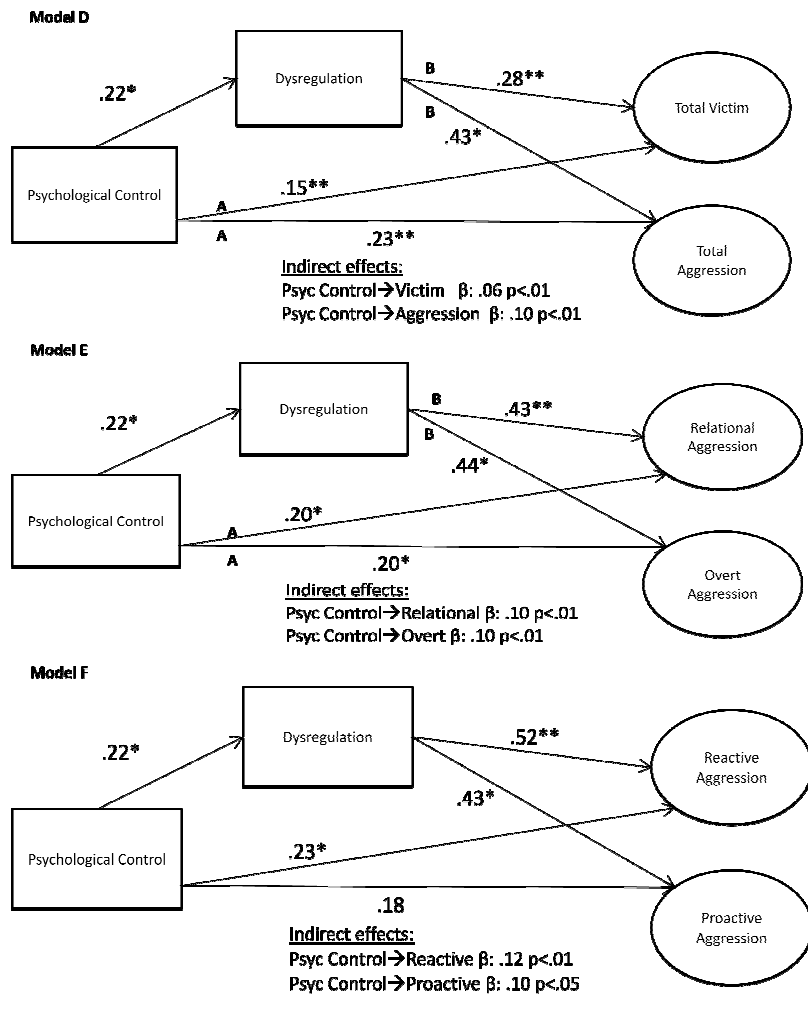 Model D
Dysregulation
B
.28**
Total Victim
.22*
B
.43*
Psychological Control
.15**
A
A
.23**
Total
Aggression
Indirect effects:
Psyc Control→Victim β: .06 p<.01
Psyc Control→Aggression β: .10 p<.01
Model E
Dysregulation
B
.43**
Relational
Aggression
.22*
B
.44*
Psychological Control
.20*
A
A
.20*
Overt
Aggression
Indirect effects:
Psyc Control→Relational β: .10 p<.01
Psyc Control→Overt β: .10 p<.01
Model F
Dysregulation
.52**
Reactive
Aggression
.22*
.43*
Psychological Control
.23*
.18
Proactive
Aggression
Indirect effects:
Psyc Control→Reactive β: .12 p<.01
Psyc Control→Proactive β: .10 p<.05